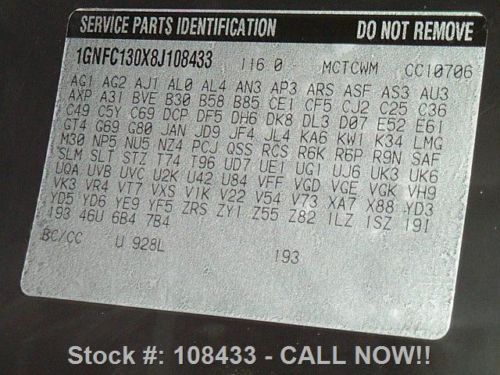 SERVICE PARTS IDENTIFICATION DO NOT REMOVE
1GNFC130X8J108433 116.0 MCTCWM CC10706
AG1 AG2 AJ1 AL0 AL4 AN3 AP3 ARS ASF AS3 AU3
AXP A31 BVE B30 B58 B85 CE1 CF5 CJ2 C25 C36
C49 C5Y C69 DCP DF5 DH6 DK8 DL3 D07 E52 E61
GT4 G69 G80 JAN JD9 JF4 JL4 KA6 KW1 K34 LMG
M30 NP5 NU5 NZ4 PCJ QSS RCS R6K R6P R9N SAF
SLM SLT STZ T74 T96 UD7 UE1 UG1 UJ6 UK3 UK6
UQA UVB UVC U2K U42 U84 VFF VGD VGE VGK VH9
VK3 VR4 VT7 VXS V1K V22 V54 V73 XA7 X88 YD3
YD5 YD6 YE9 YF5 ZRS ZY1 Z55 Z82 1LZ 1SZ 191
193 46U 6B4 7B4
BC/CC U 928L 193
Stock #: 108433 - CALL NOW!!